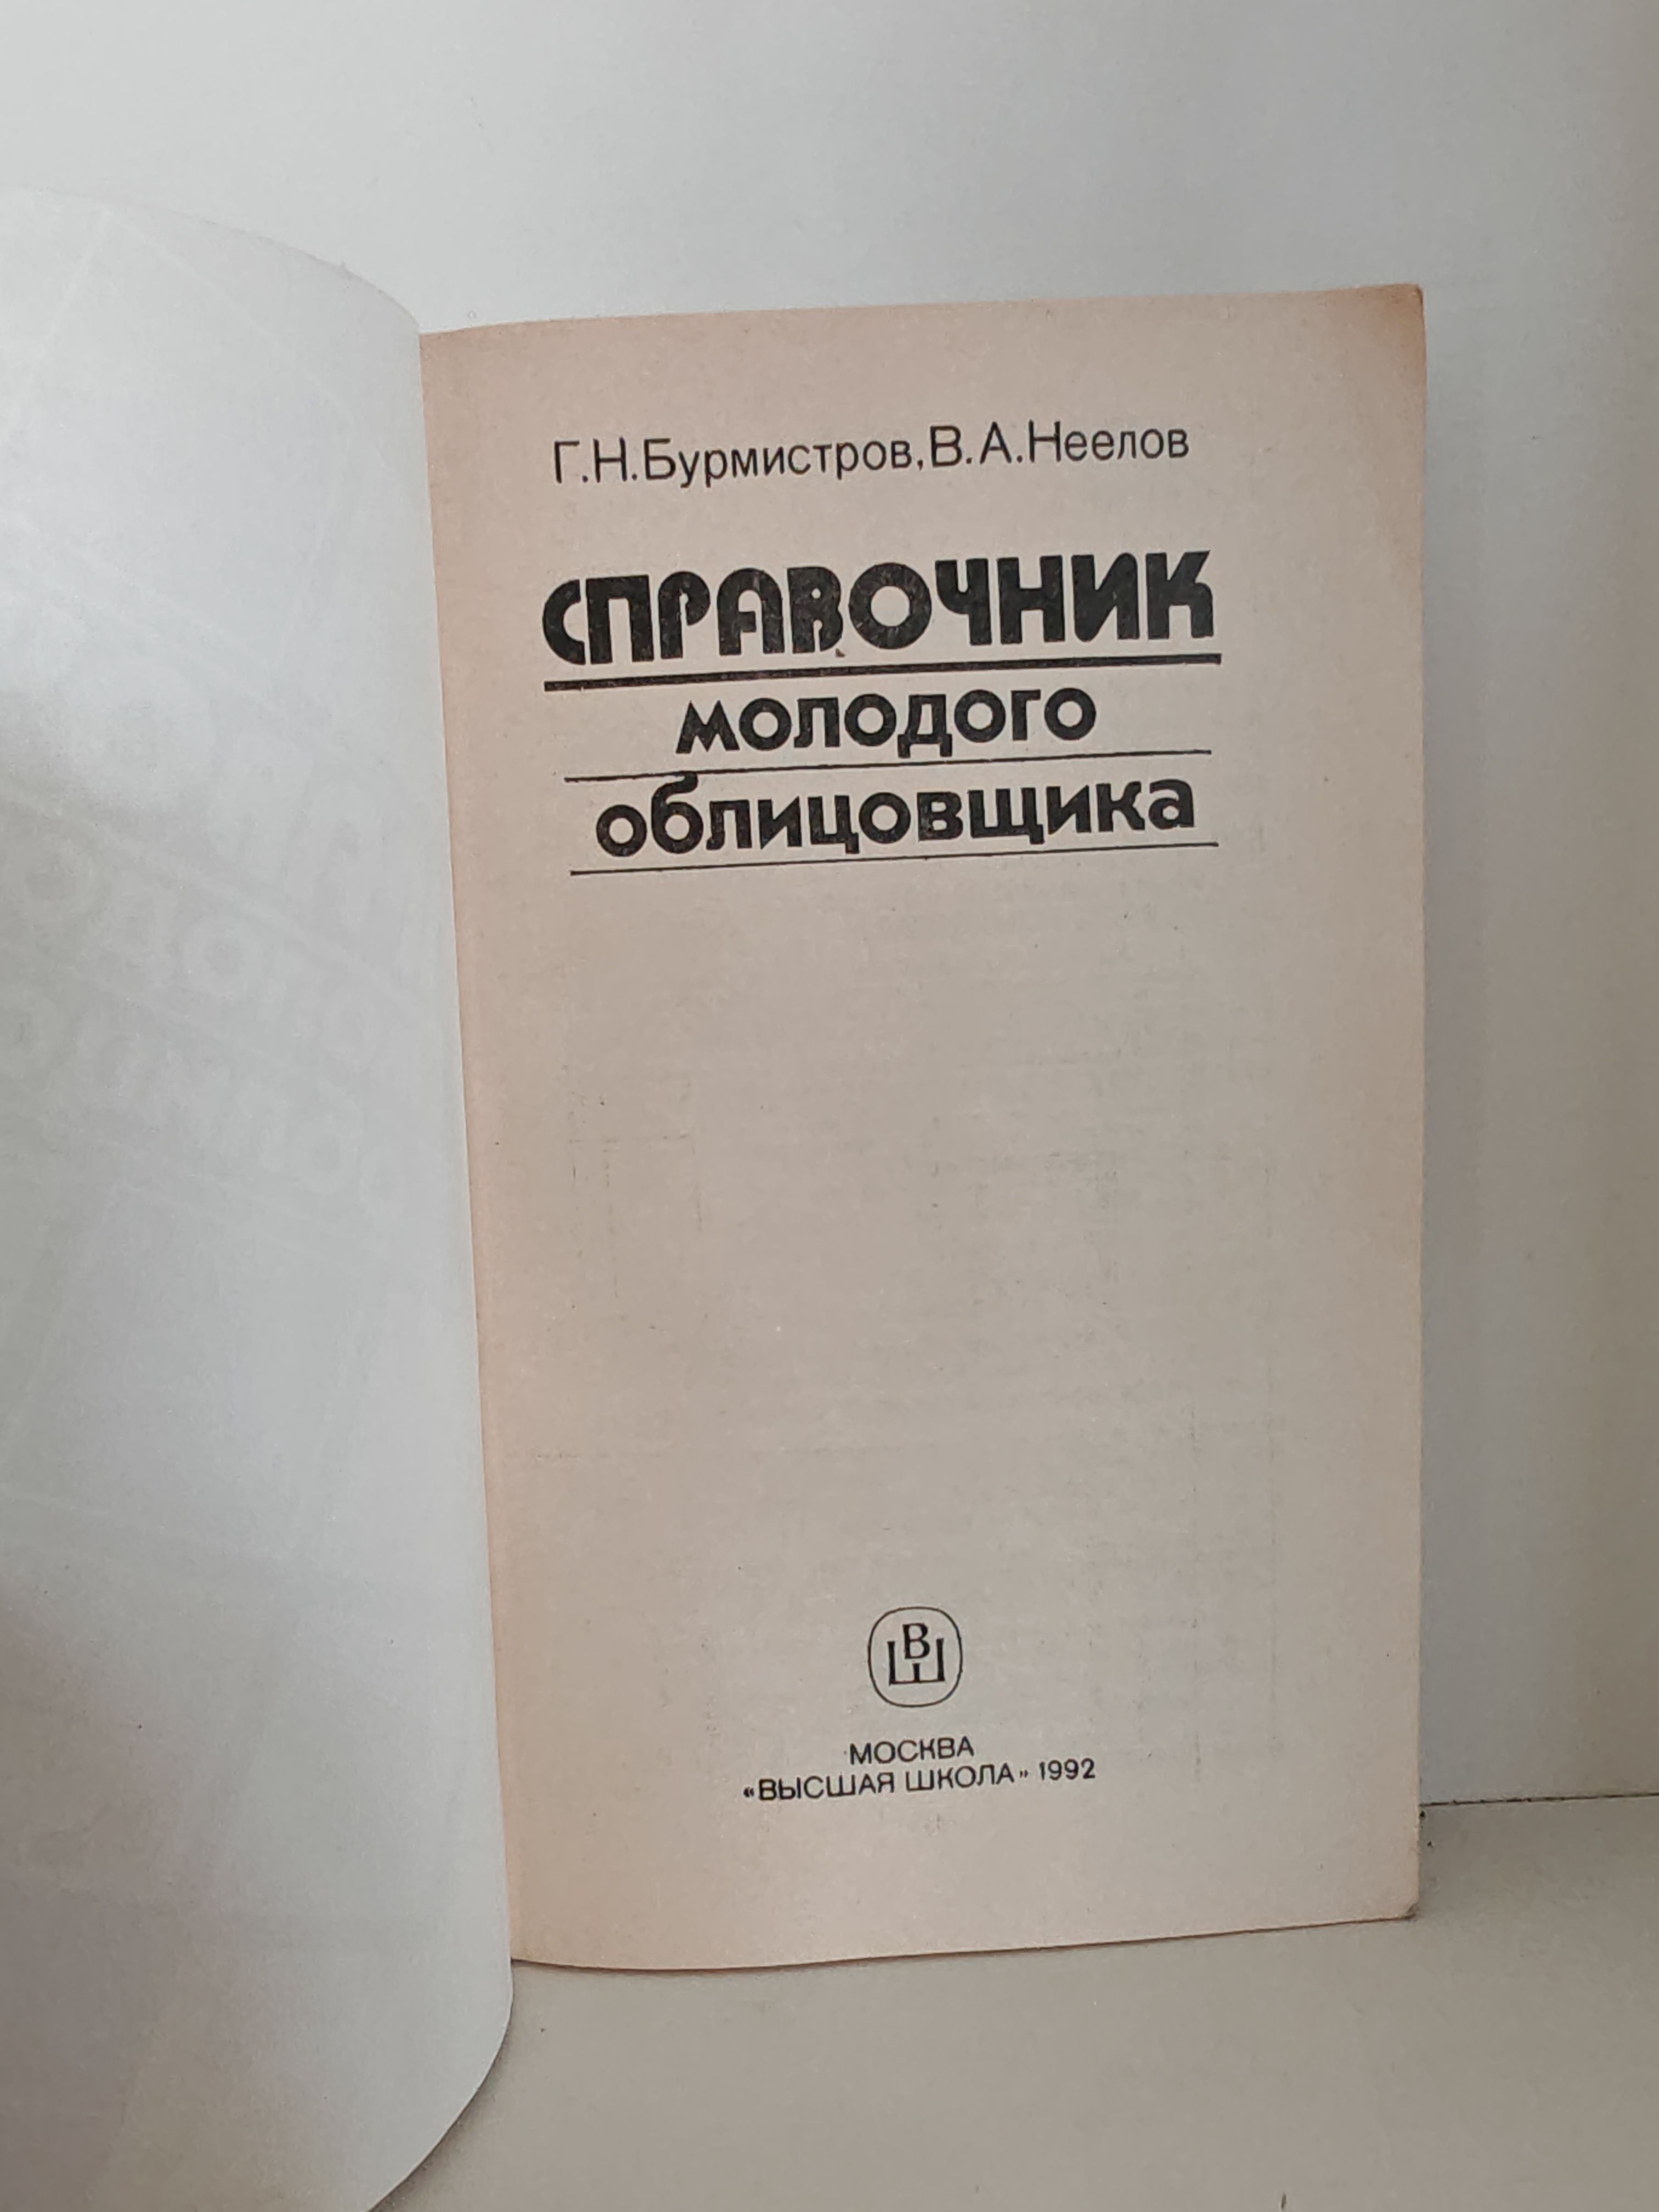 Г.Н.Бурмистров, В.А.Неелов
СПРАВОЧНИК
молодого
облицовщика
ВШ
МОСКВА
«ВЫСШАЯ ШКОЛА» 1992